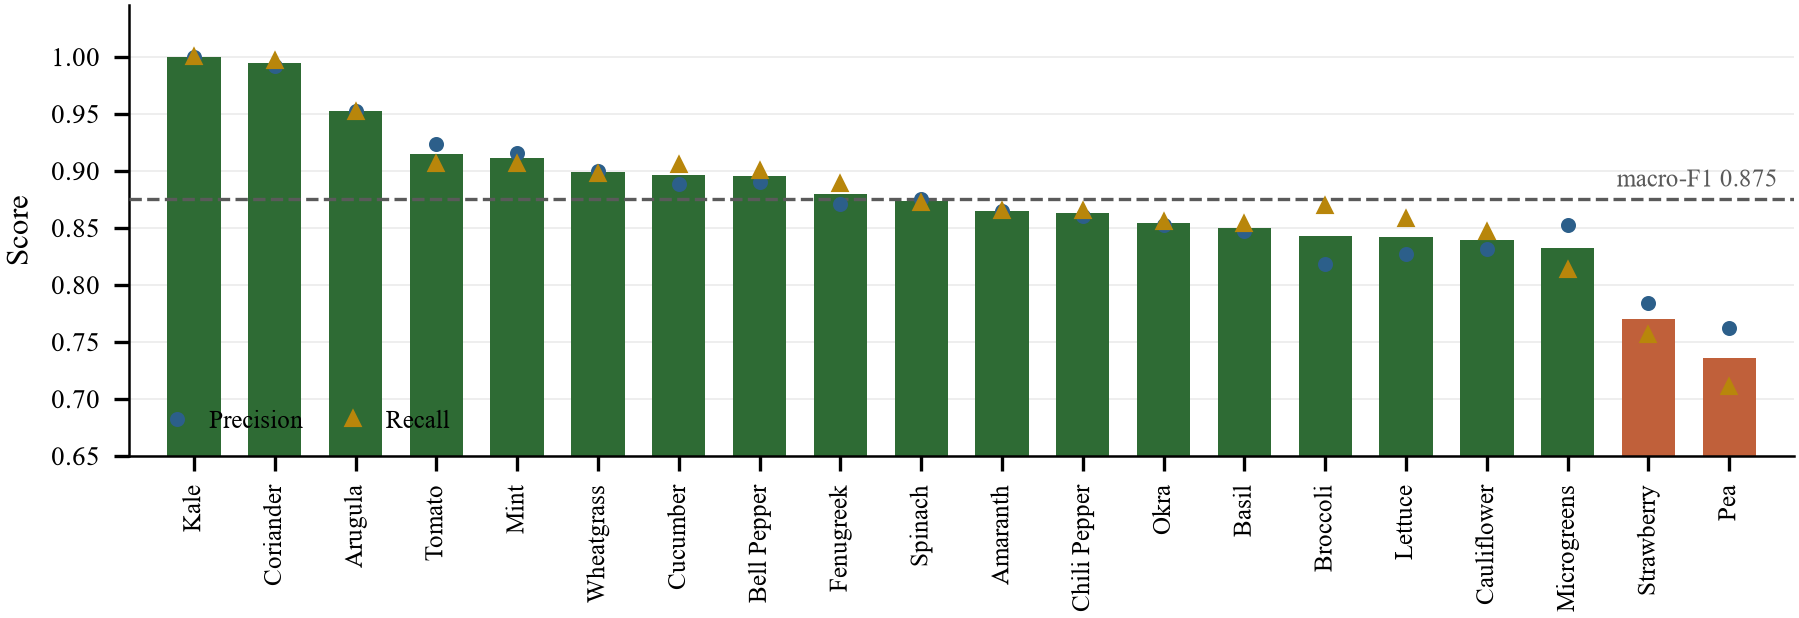 Score
1.00
0.95
0.90
0.85
0.80
0.75
0.70
0.65
macro-F1 0.875
Precision
Recall
Kale
Coriander
Arugula
Tomato
Mint
Wheatgrass
Cucumber
Bell Pepper
Fenugreek
Spinach
Amaranth
Chili Pepper
Okra
Basil
Broccoli
Lettuce
Cauliflower
Microgreens
Strawberry
Pea